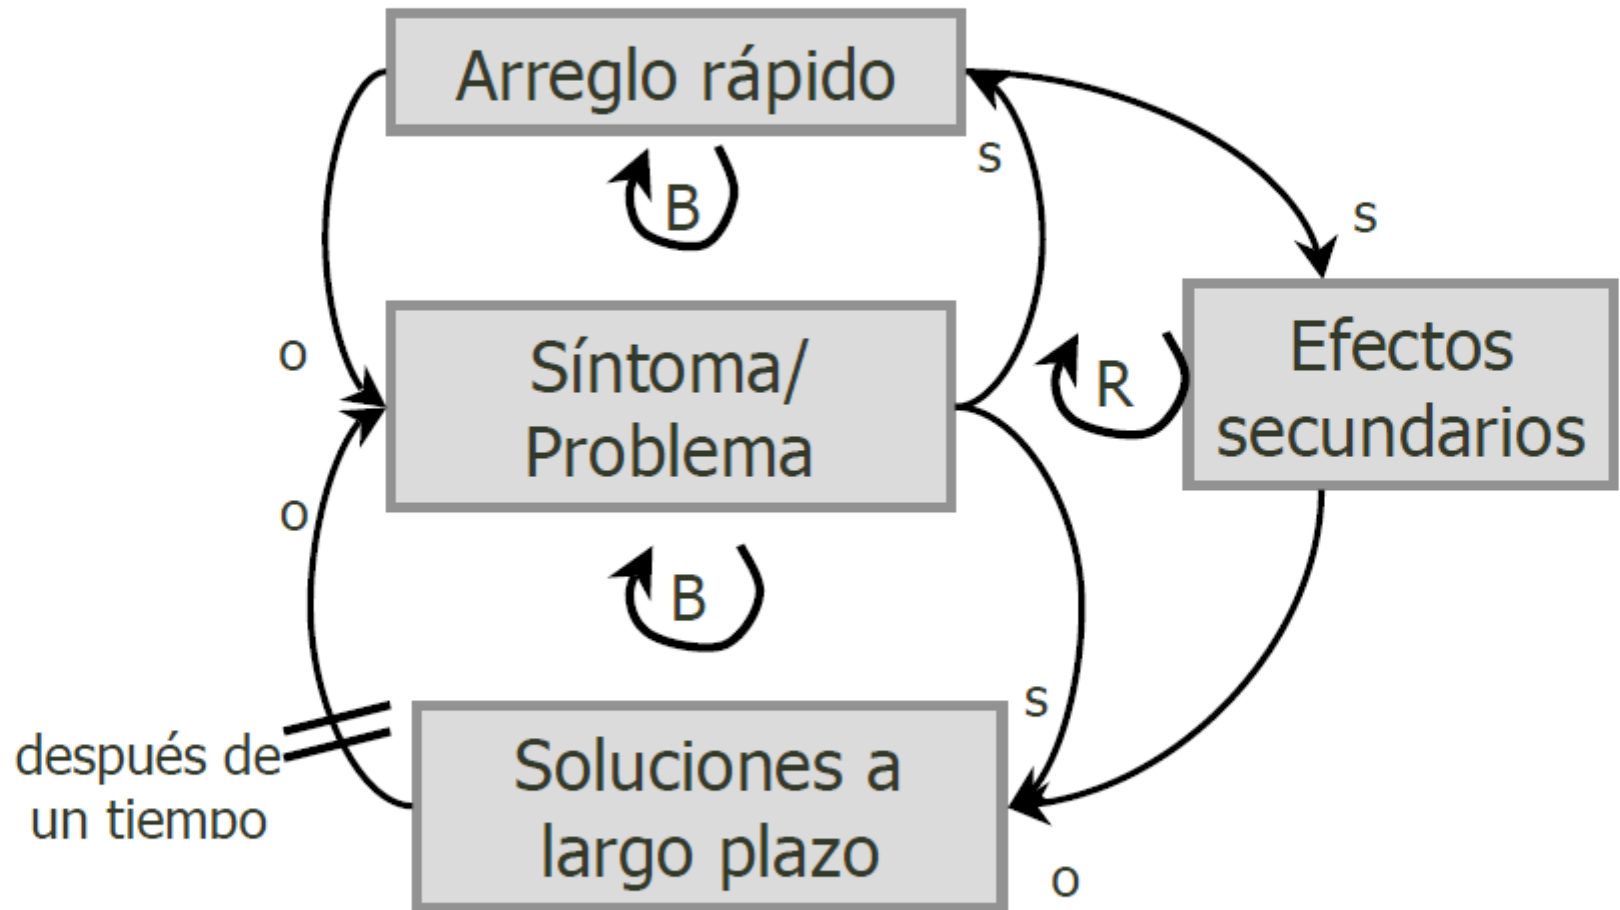 Arreglo rápido
s
B
s
o
Síntoma/
Problema
R
Efectos
secundarios
o
B
s
después de
un tiempo
Soluciones a
largo plazo
o